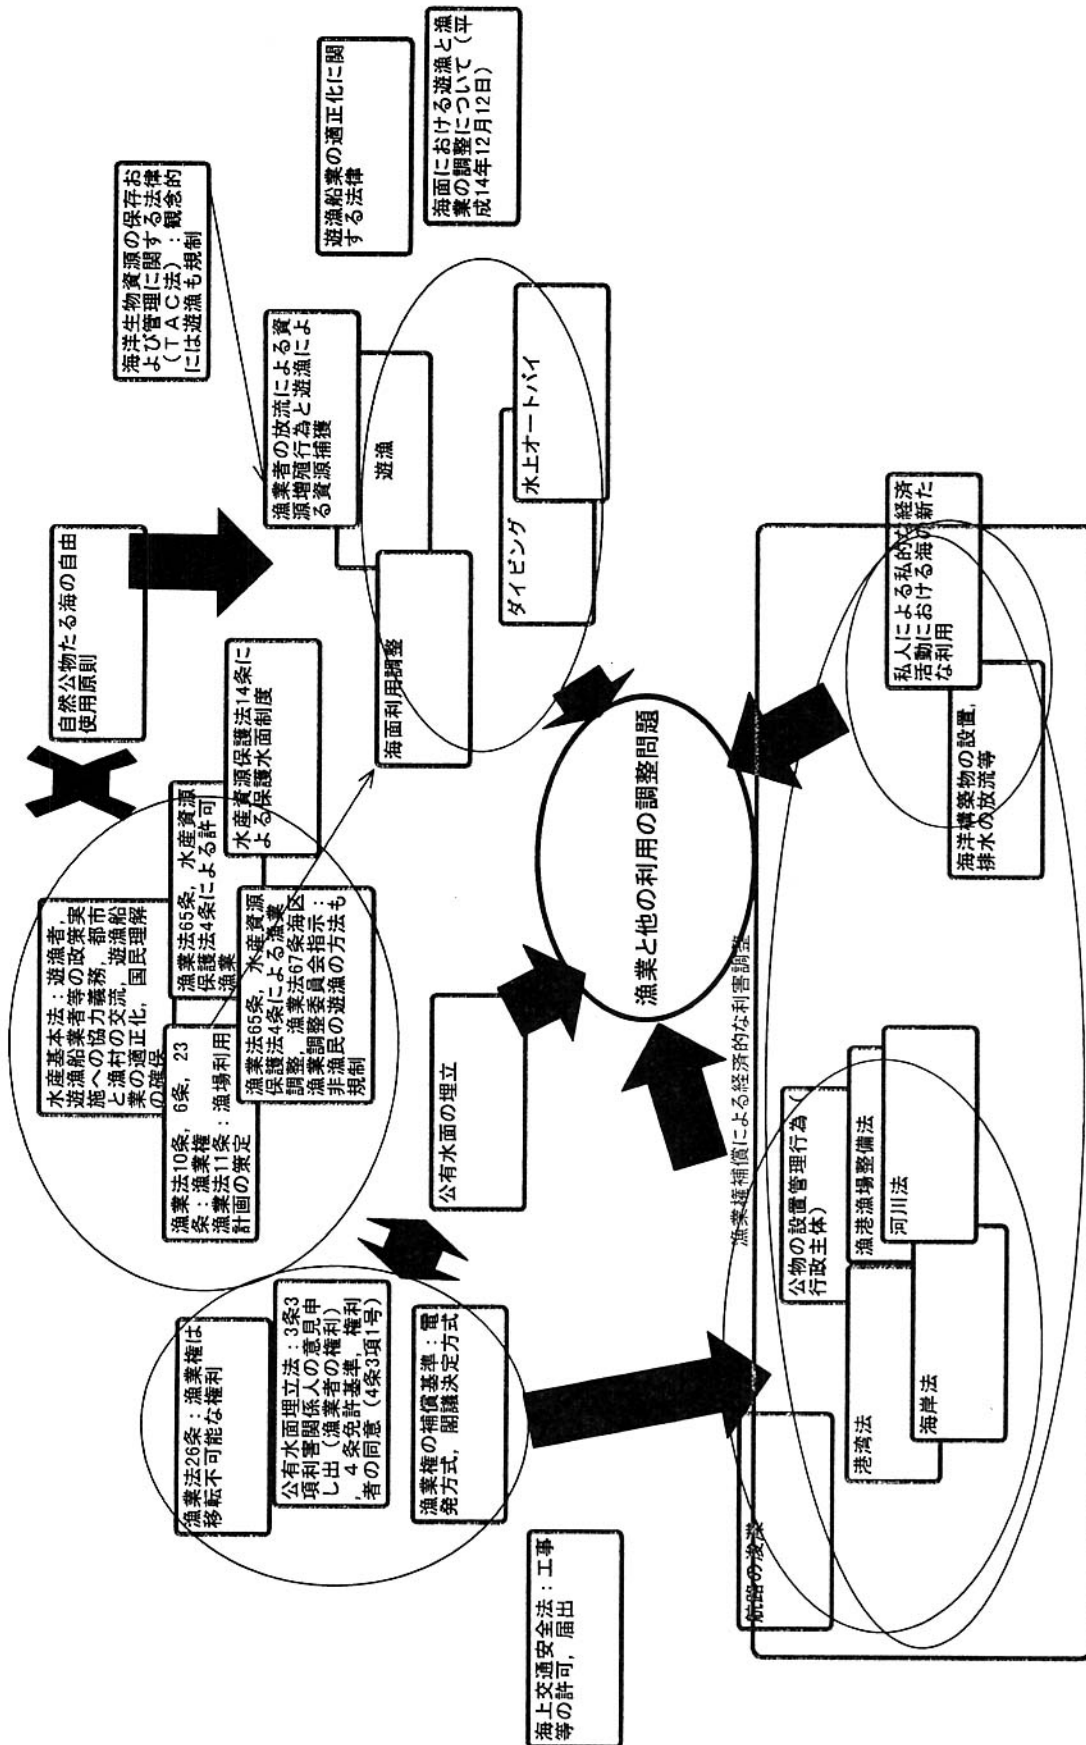 海洋生物資源の保存お
よび管理に関する法律
（ＴＡＣ法）：観念的
には遊漁も規制
遊漁船業の適正化に関
する法律
海面における遊漁と漁
業の調整について（平
成14年12月12日）
自然公物たる海の自由
使用原則
漁業者の放流による資
源増殖行為と遊漁によ
る資源捕獲
遊漁
海面利用調整
ダイビング
水上オートバイ
水産基本法：遊漁者，
遊漁船業者等の政策実
施への協力義務，都市
と漁村の交流，遊漁船
業の適正化，国民理解
の確保
漁業法65条，水産資源
保護法4条による許可
漁業
水産資源保護法14条に
よる保護水面制度
漁業法10条，6条，23
条：漁業権
漁業法11条：漁場利用
計画の策定
漁業法65条，水産資源
保護法4条による漁業
調整，漁業法67条海区
漁業調整委員会指示：
非漁民の遊漁の方法も
規制
漁業法26条：漁業権は
移転不可能な権利
公有水面埋立法：3条3
項利害関係人の意見申
し出（漁業者の権利）
，４条免許基準，権利
者の同意（4条3項1号）
漁業権の補償基準：電
発方式，閣議決定方式
公有水面の埋立
漁業と他の利用の調整問題
海上交通安全法：工事
等の許可，届出
漁業権補償による経済的な利害調整
航路の浚渫
公物の設置管理行為（
行政主体）
漁港漁場整備法
河川法
港湾法
海岸法
私人による私的な経済
活動における海の新た
な利用
海洋構築物の設置，
排水の放流等